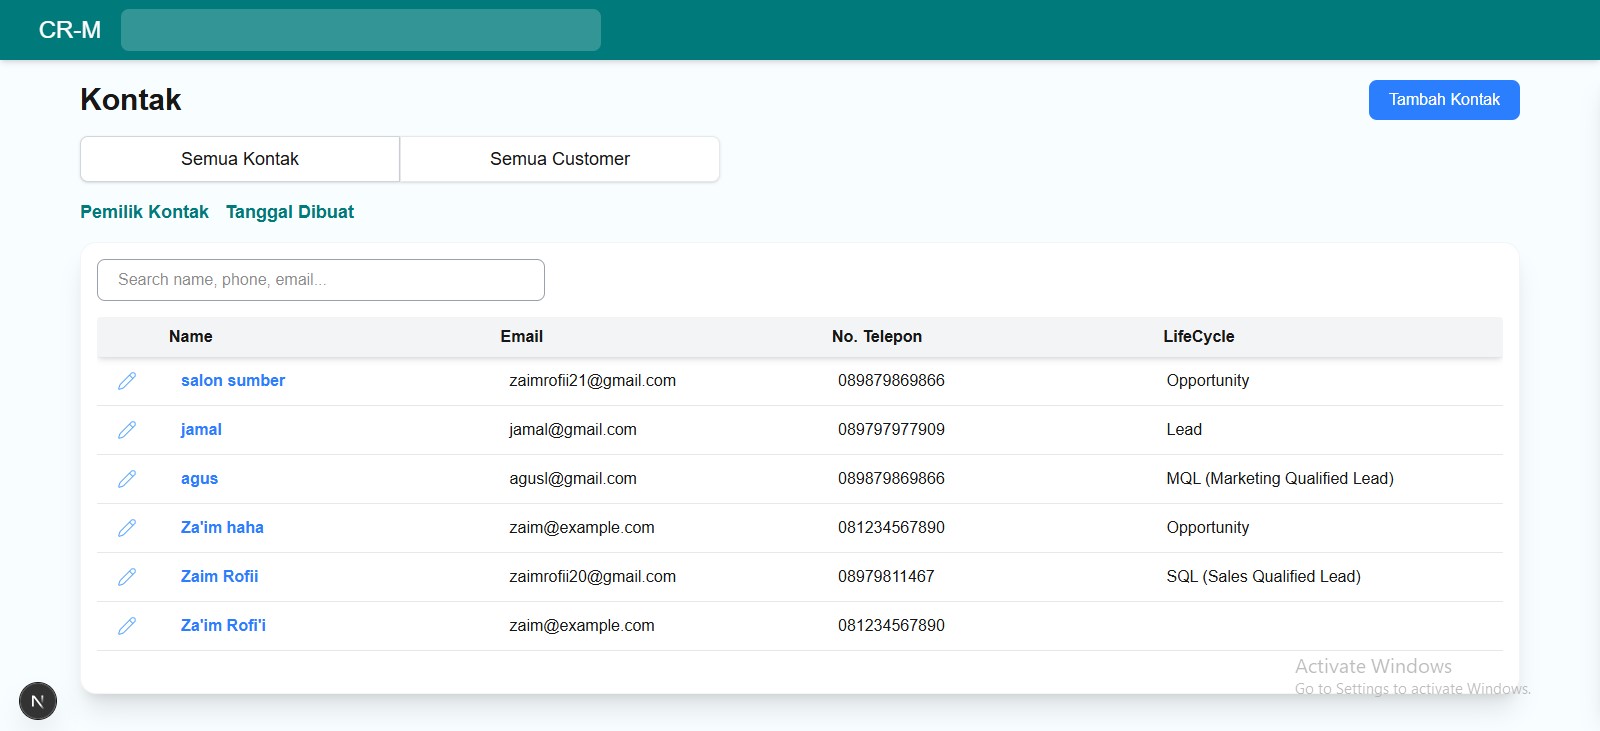 CR-M
Kontak
Tambah Kontak
Semua Kontak Semua Customer
Pemilik Kontak Tanggal Dibuat
Search name, phone, email...
Name Email No. Telepon LifeCycle
salon sumber zaimrofii21@gmail.com 089879869866 Opportunity
jamal jamal@gmail.com 089797977909 Lead
agus agusl@gmail.com 089879869866 MQL (Marketing Qualified Lead)
Za'im haha zaim@example.com 081234567890 Opportunity
Zaim Rofii zaimrofii20@gmail.com 08979811467 SQL (Sales Qualified Lead)
Za'im Rofi'i zaim@example.com 081234567890
Activate Windows
Go to Settings to activate Windows.
N